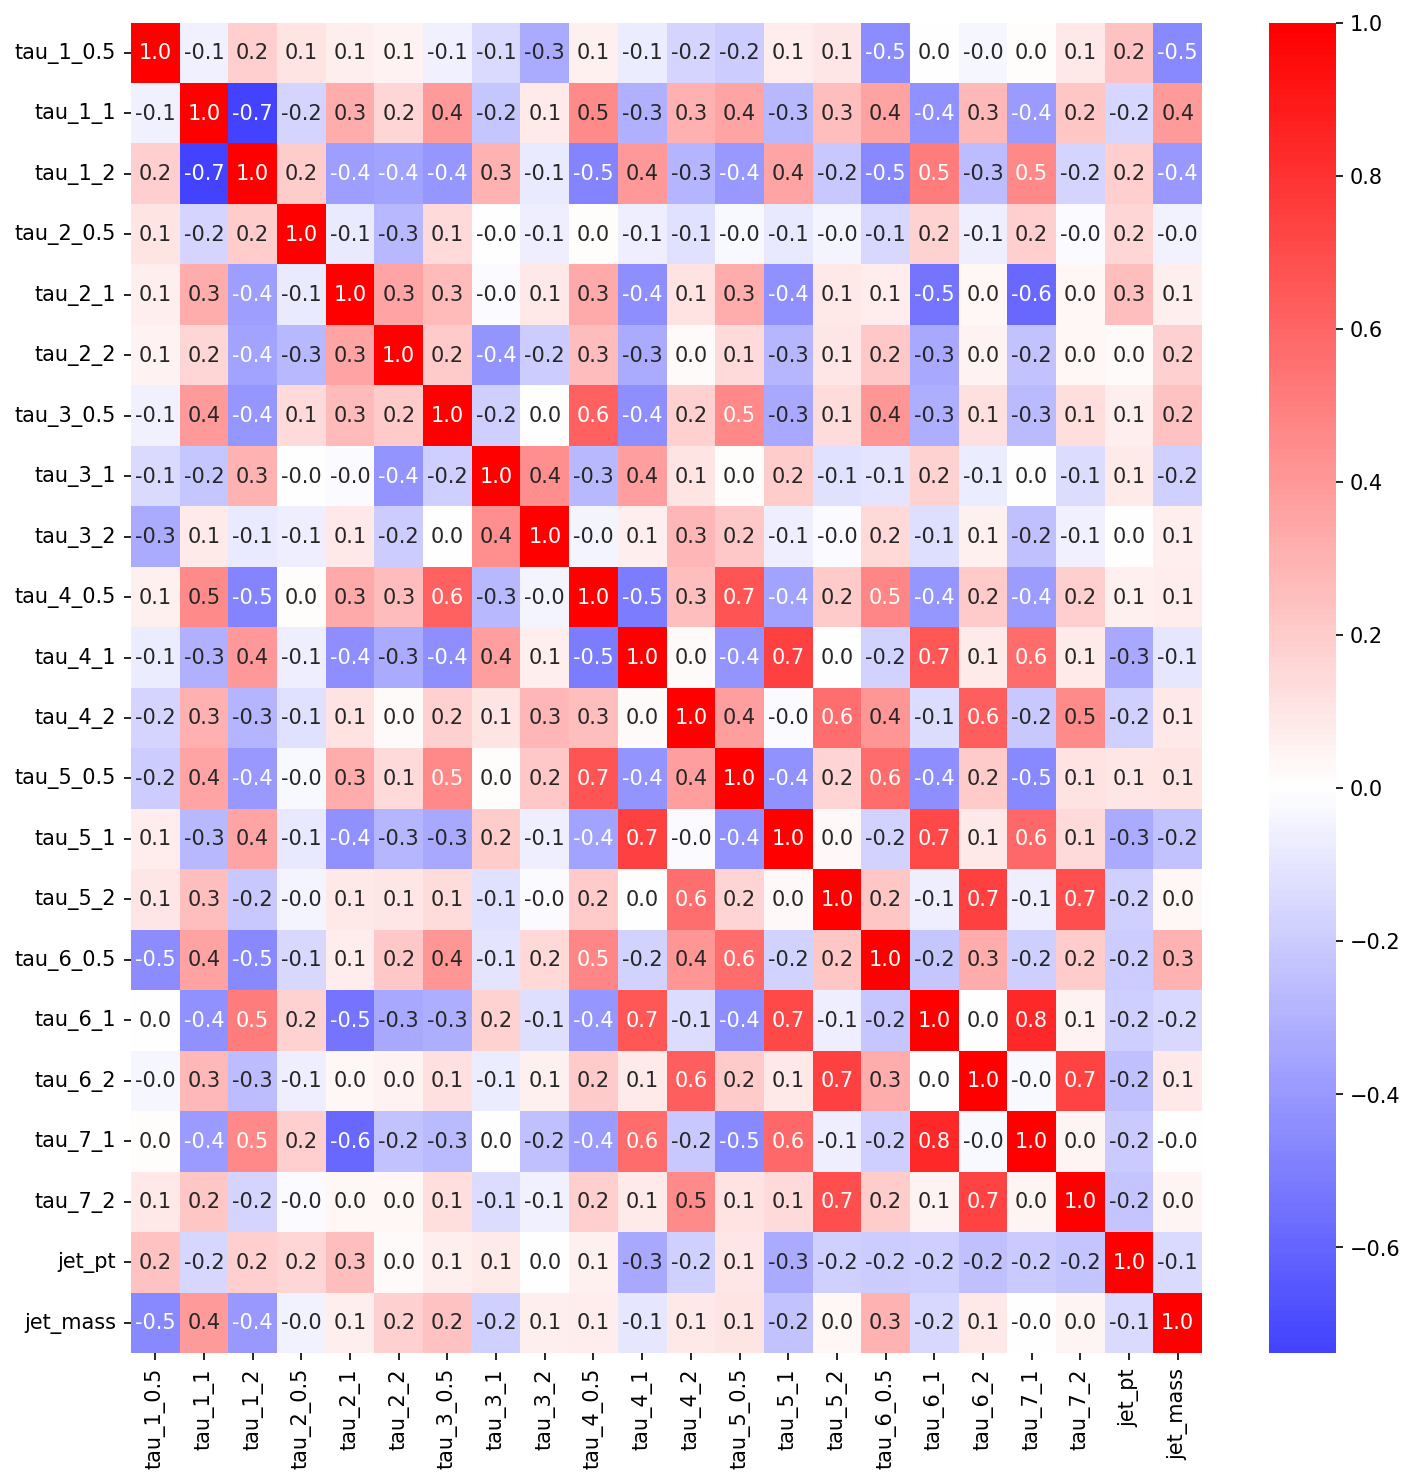 tau_1_0.5 1.0 -0.1 0.2 0.1 0.1 0.1 -0.1 -0.1 -0.3 0.1 -0.1 -0.2 -0.2 0.1 0.1 -0.5 0.0 -0.0 0.0 0.1 0.2 -0.5
tau_1_1 -0.1 1.0 -0.7 -0.2 0.3 0.2 0.4 -0.2 0.1 0.5 -0.3 0.3 0.4 -0.3 0.3 0.4 -0.4 0.3 -0.4 0.2 -0.2 0.4
tau_1_2 0.2 -0.7 1.0 0.2 -0.4 -0.4 -0.4 0.3 -0.1 -0.5 0.4 -0.3 -0.4 0.4 -0.2 -0.5 0.5 -0.3 0.5 -0.2 0.2 -0.4
tau_2_0.5 0.1 -0.2 0.2 1.0 -0.1 -0.3 0.1 -0.0 -0.1 0.0 -0.1 -0.1 -0.0 -0.1 -0.0 -0.1 0.2 -0.1 0.2 -0.0 0.2 -0.0
tau_2_1 0.1 0.3 -0.4 -0.1 1.0 0.3 0.3 -0.0 0.1 0.3 -0.4 0.1 0.3 -0.4 0.1 0.1 -0.5 0.0 -0.6 0.0 0.3 0.1
tau_2_2 0.1 0.2 -0.4 -0.3 0.3 1.0 0.2 -0.4 -0.2 0.3 -0.3 0.0 0.1 -0.3 0.1 0.2 -0.3 0.0 -0.2 0.0 0.0 0.2
tau_3_0.5 -0.1 0.4 -0.4 0.1 0.3 0.2 1.0 -0.2 0.0 0.6 -0.4 0.2 0.5 -0.3 0.1 0.4 -0.3 0.1 -0.3 0.1 0.1 0.2
tau_3_1 -0.1 -0.2 0.3 -0.0 -0.0 -0.4 -0.2 1.0 0.4 -0.3 0.4 0.1 0.0 0.2 -0.1 -0.1 0.2 -0.1 0.0 -0.1 0.1 -0.2
tau_3_2 -0.3 0.1 -0.1 -0.1 0.1 -0.2 0.0 0.4 1.0 -0.0 0.1 0.3 0.2 -0.1 -0.0 0.2 -0.1 0.1 -0.2 -0.1 0.0 0.1
tau_4_0.5 0.1 0.5 -0.5 0.0 0.3 0.3 0.6 -0.3 -0.0 1.0 -0.5 0.3 0.7 -0.4 0.2 0.5 -0.4 0.2 -0.4 0.2 0.1 0.1
tau_4_1 -0.1 -0.3 0.4 -0.1 -0.4 -0.3 -0.4 0.4 0.1 -0.5 1.0 0.0 -0.4 0.7 0.0 -0.2 0.7 0.1 0.6 0.1 -0.3 -0.1
tau_4_2 -0.2 0.3 -0.3 -0.1 0.1 0.0 0.2 0.1 0.3 0.3 0.0 1.0 0.4 -0.0 0.6 0.4 -0.1 0.6 -0.2 0.5 -0.2 0.1
tau_5_0.5 -0.2 0.4 -0.4 -0.0 0.3 0.1 0.5 0.0 0.2 0.7 -0.4 0.4 1.0 -0.4 0.2 0.6 -0.4 0.2 -0.5 0.1 0.1 0.1
tau_5_1 0.1 -0.3 0.4 -0.1 -0.4 -0.3 -0.3 0.2 -0.1 -0.4 0.7 -0.0 -0.4 1.0 0.0 -0.2 0.7 0.1 0.6 0.1 -0.3 -0.2
tau_5_2 0.1 0.3 -0.2 -0.0 0.1 0.1 0.1 -0.1 -0.0 0.2 0.0 0.6 0.2 0.0 1.0 0.2 -0.1 0.7 -0.1 0.7 -0.2 0.0
tau_6_0.5 -0.5 0.4 -0.5 -0.1 0.1 0.2 0.4 -0.1 0.2 0.5 -0.2 0.4 0.6 -0.2 0.2 1.0 -0.2 0.3 -0.2 0.2 -0.2 0.3
tau_6_1 0.0 -0.4 0.5 0.2 -0.5 -0.3 -0.3 0.2 -0.1 -0.4 0.7 -0.1 -0.4 0.7 -0.1 -0.2 1.0 0.0 0.8 0.1 -0.2 -0.2
tau_6_2 -0.0 0.3 -0.3 -0.1 0.0 0.0 0.1 -0.1 0.1 0.2 0.1 0.6 0.2 0.1 0.7 0.3 0.0 1.0 -0.0 0.7 -0.2 0.1
tau_7_1 0.0 -0.4 0.5 0.2 -0.6 -0.2 -0.3 0.0 -0.2 -0.4 0.6 -0.2 -0.5 0.6 -0.1 -0.2 0.8 -0.0 1.0 0.0 -0.2 -0.0
tau_7_2 0.1 0.2 -0.2 -0.0 0.0 0.0 0.1 -0.1 -0.1 0.2 0.1 0.5 0.1 0.1 0.7 0.2 0.1 0.7 0.0 1.0 -0.2 0.0
jet_pt 0.2 -0.2 0.2 0.2 0.3 0.0 0.1 0.1 0.0 0.1 -0.3 -0.2 0.1 -0.3 -0.2 -0.2 -0.2 -0.2 -0.2 -0.2 1.0 -0.1
jet_mass -0.5 0.4 -0.4 -0.0 0.1 0.2 0.2 -0.2 0.1 0.1 -0.1 0.1 0.1 -0.2 0.0 0.3 -0.2 0.1 -0.0 0.0 -0.1 1.0
tau_1_0.5 tau_1_1 tau_1_2 tau_2_0.5 tau_2_1 tau_2_2 tau_3_0.5 tau_3_1 tau_3_2 tau_4_0.5 tau_4_1 tau_4_2 tau_5_0.5 tau_5_1 tau_5_2 tau_6_0.5 tau_6_1 tau_6_2 tau_7_1 tau_7_2 jet_pt jet_mass
1.0
0.8
0.6
0.4
0.2
0.0
−0.2
−0.4
−0.6